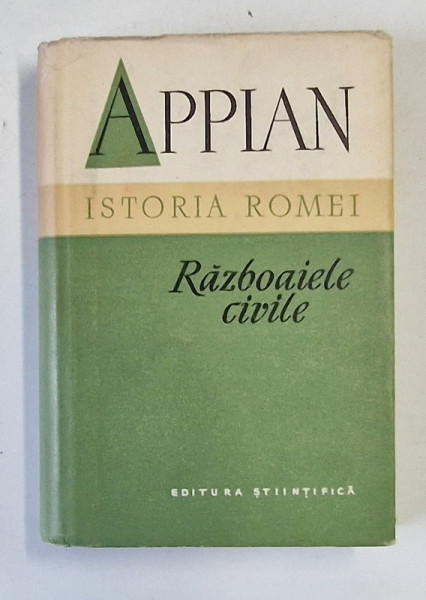 APPIAN
ISTORIA ROMEI
Războaiele
civile
EDITURA ȘTIINȚIFICĂ